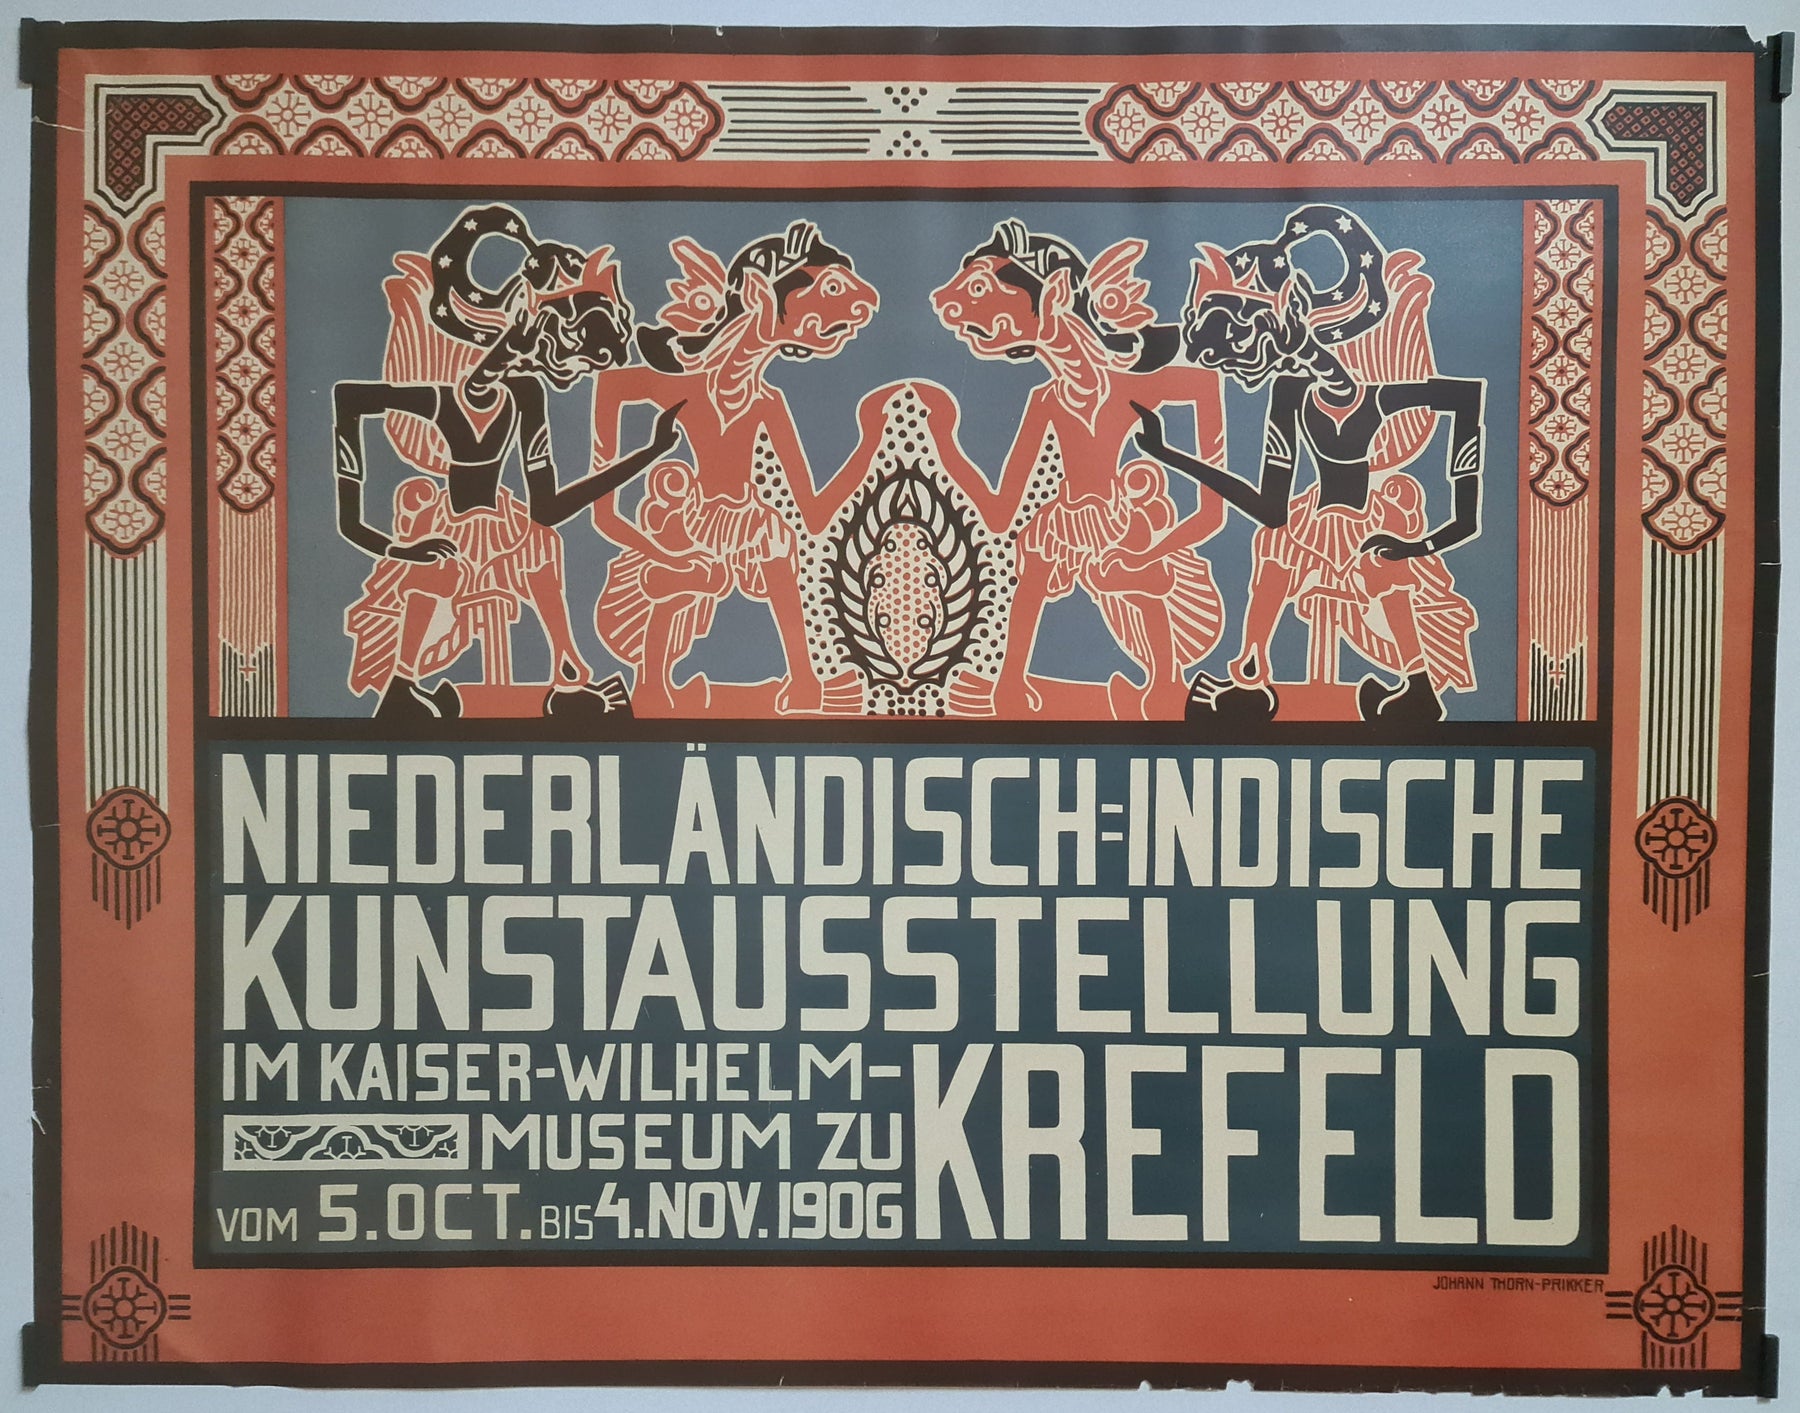 NIEDERLÄNDISCH=INDISCHE
KUNSTAUSSTELLUNG
IM KAISER-WILHELM-
MUSEUM ZU
KREFELD
VOM 5. OCT. BIS 4. NOV. 1906
JOHANN THORN-PRIKKER